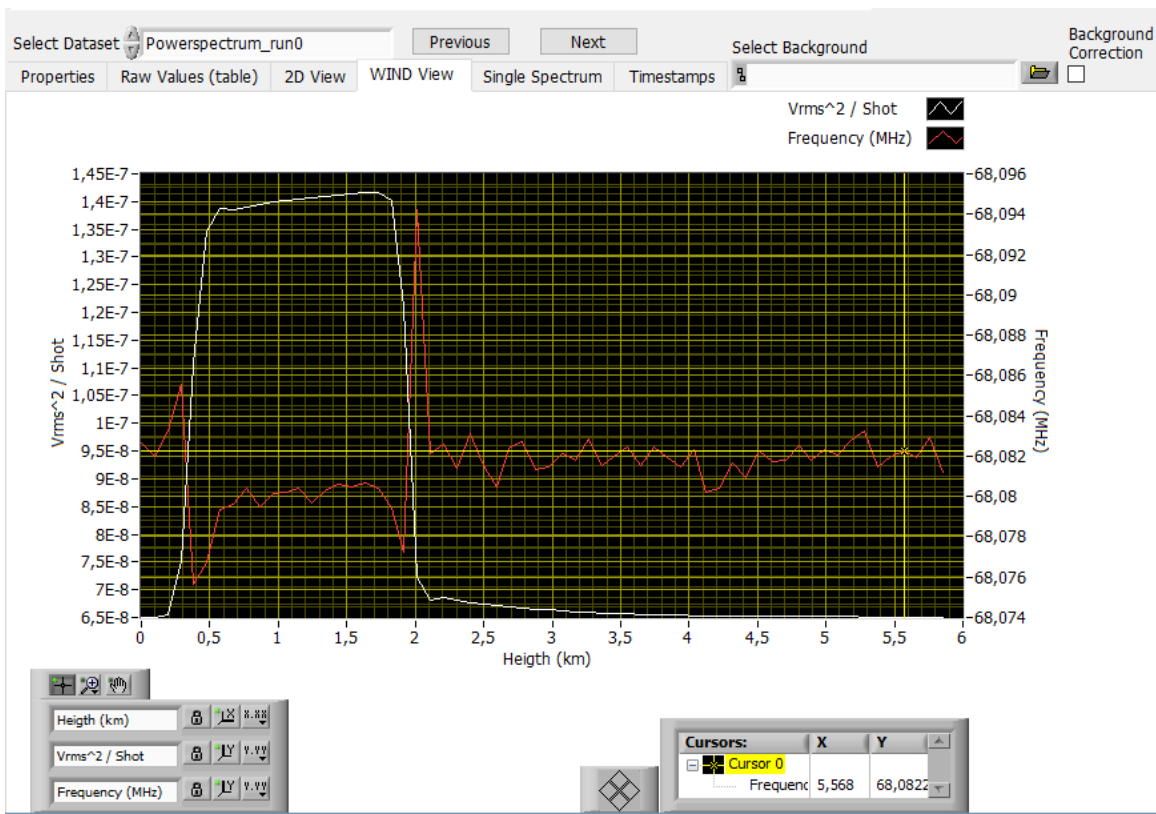 Select Dataset Powerspectrum_run0 Previous Next Select Background Background Correction
Properties Raw Values (table) 2D View WIND View Single Spectrum Timestamps
Vrms^2 / Shot
Frequency (MHz)
1,45E-7 68,096
1,4E-7 68,094
1,35E-7
1,3E-7 68,092
1,25E-7 68,09
1,2E-7
1,15E-7 68,088
1,1E-7 68,086
1,05E-7
1E-7 68,084
9,5E-8 68,082
9E-8
8,5E-8 68,08
8E-8 68,078
7,5E-8 68,076
7E-8
6,5E-8 68,074
Vrms^2 / Shot
Frequency (MHz)
0 0,5 1 1,5 2 2,5 3 3,5 4 4,5 5 5,5 6
Heigth (km)
Heigth (km) X X.XX
Vrms^2 / Shot Y Y.YY
Frequency (MHz) Y Y.YY
Cursors: X Y
Cursor 0
Frequenc 5,568 68,0822